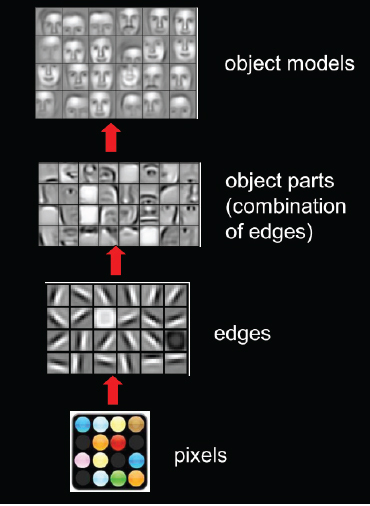 object models
object parts
(combination
of edges)
edges
pixels